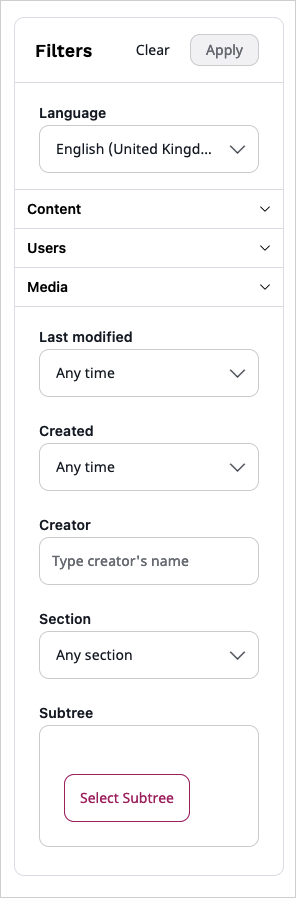 Filters Clear Apply
Language
English (United Kingd...
Content
Users
Media
Last modified
Any time
Created
Any time
Creator
Type creator's name
Section
Any section
Subtree
Select Subtree